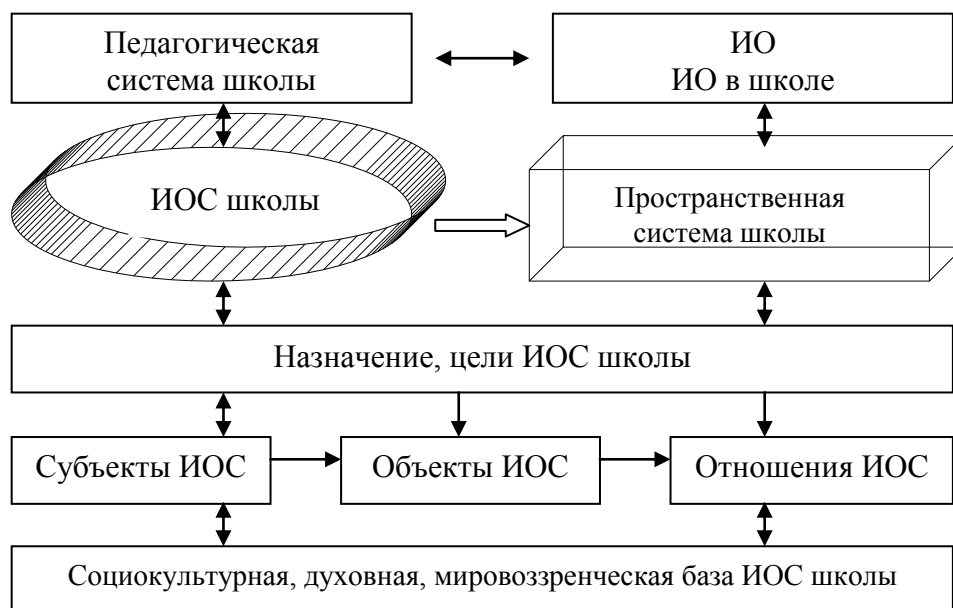 Педагогическая
система школы
ИО
ИО в школе
ИОС школы
Пространственная
система школы
Назначение, цели ИОС школы
Субъекты ИОС
Объекты ИОС
Отношения ИОС
Социокультурная, духовная, мировоззренческая база ИОС школы